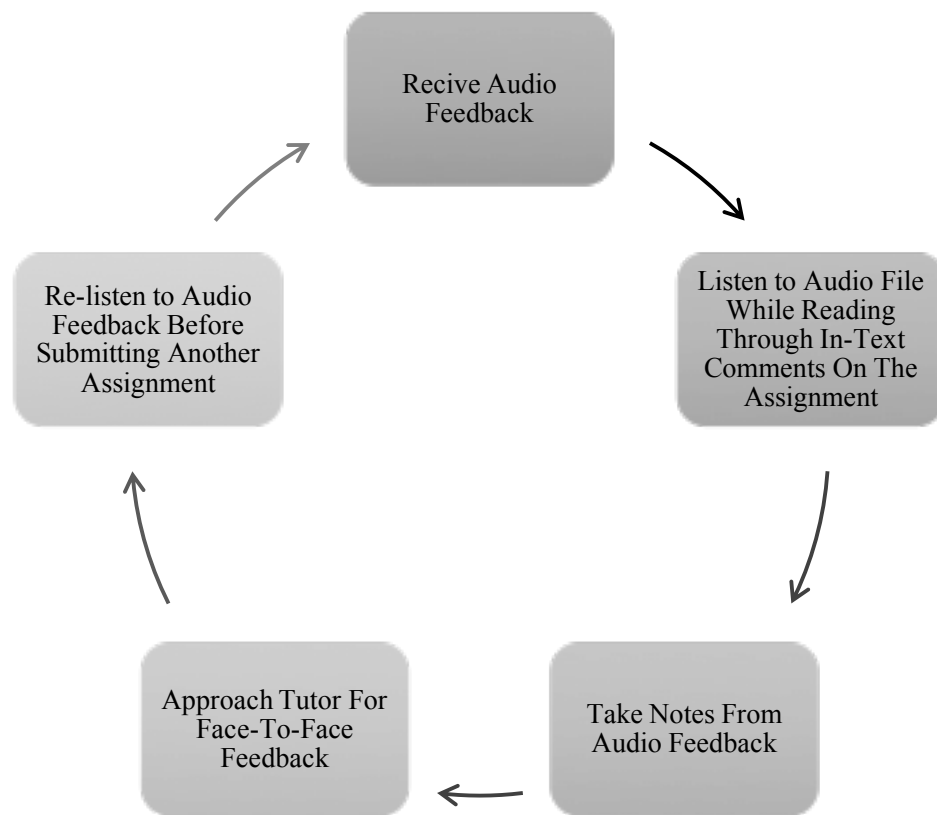 Recive Audio
Feedback
Listen to Audio File
While Reading
Through In-Text
Comments On The
Assignment
Take Notes From
Audio Feedback
Approach Tutor For
Face-To-Face
Feedback
Re-listen to Audio
Feedback Before
Submitting Another
Assignment